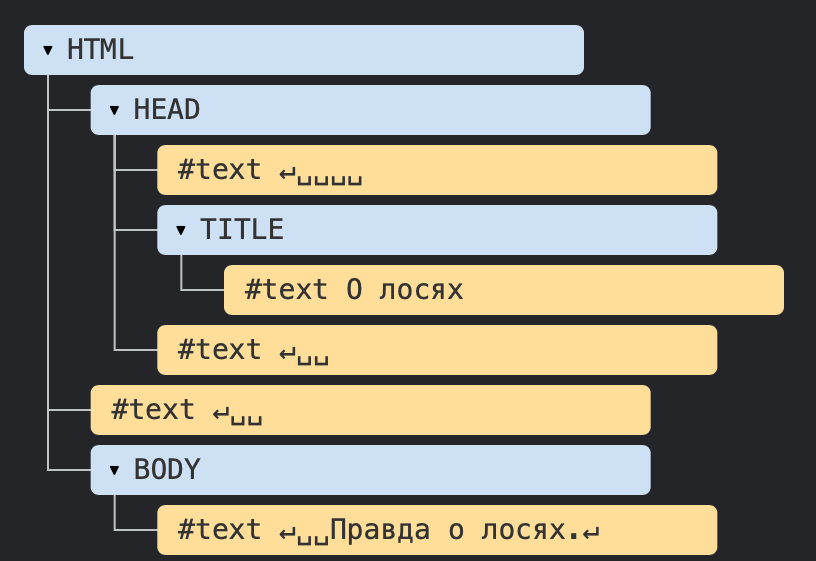 ▾ HTML
▾ HEAD
#text ↵␣␣␣␣
▾ TITLE
#text О лосях
#text ↵␣␣
#text ↵␣␣
▾ BODY
#text ↵␣␣Правда о лосях.↵